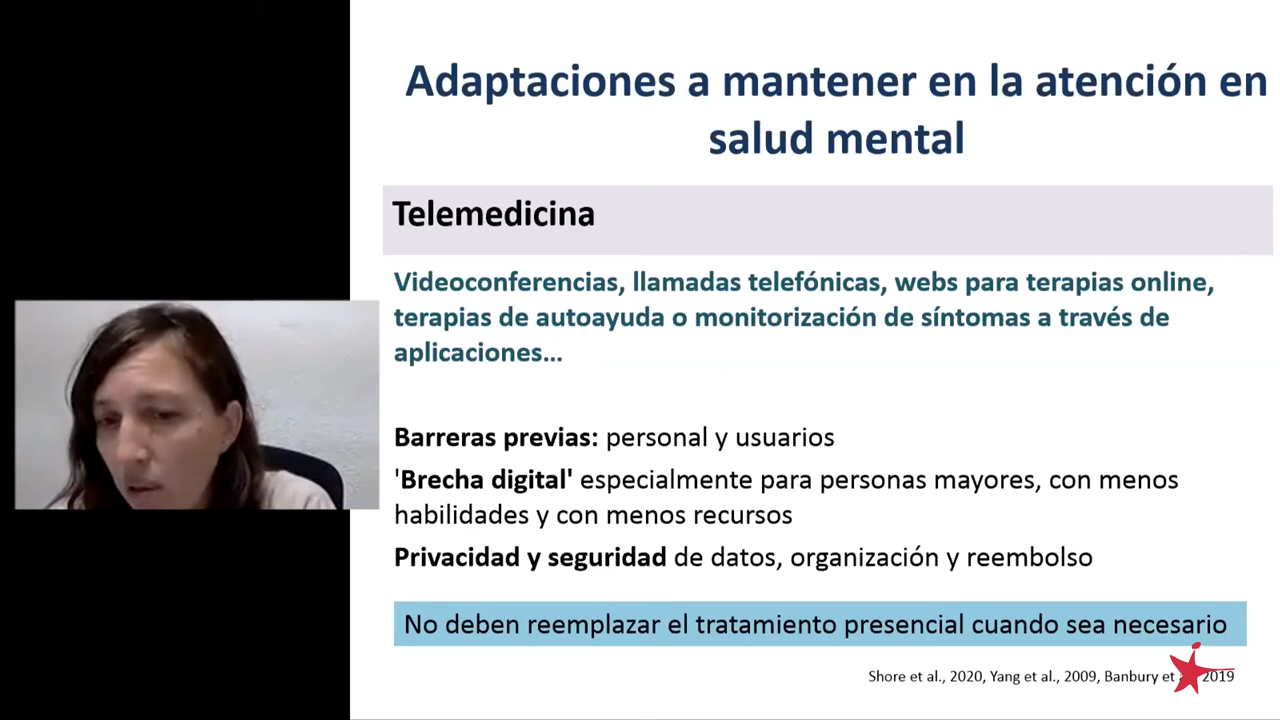 Adaptaciones a mantener en la atención en
salud mental
Telemedicina
Videoconferencias, llamadas telefónicas, webs para terapias online,
terapias de autoayuda o monitorización de síntomas a través de
aplicaciones...
Barreras previas: personal y usuarios
'Brecha digital' especialmente para personas mayores, con menos
habilidades y con menos recursos
Privacidad y seguridad de datos, organización y reembolso
No deben reemplazar el tratamiento presencial cuando sea necesario
Shore et al., 2020, Yang et al., 2009, Banbury et 2019